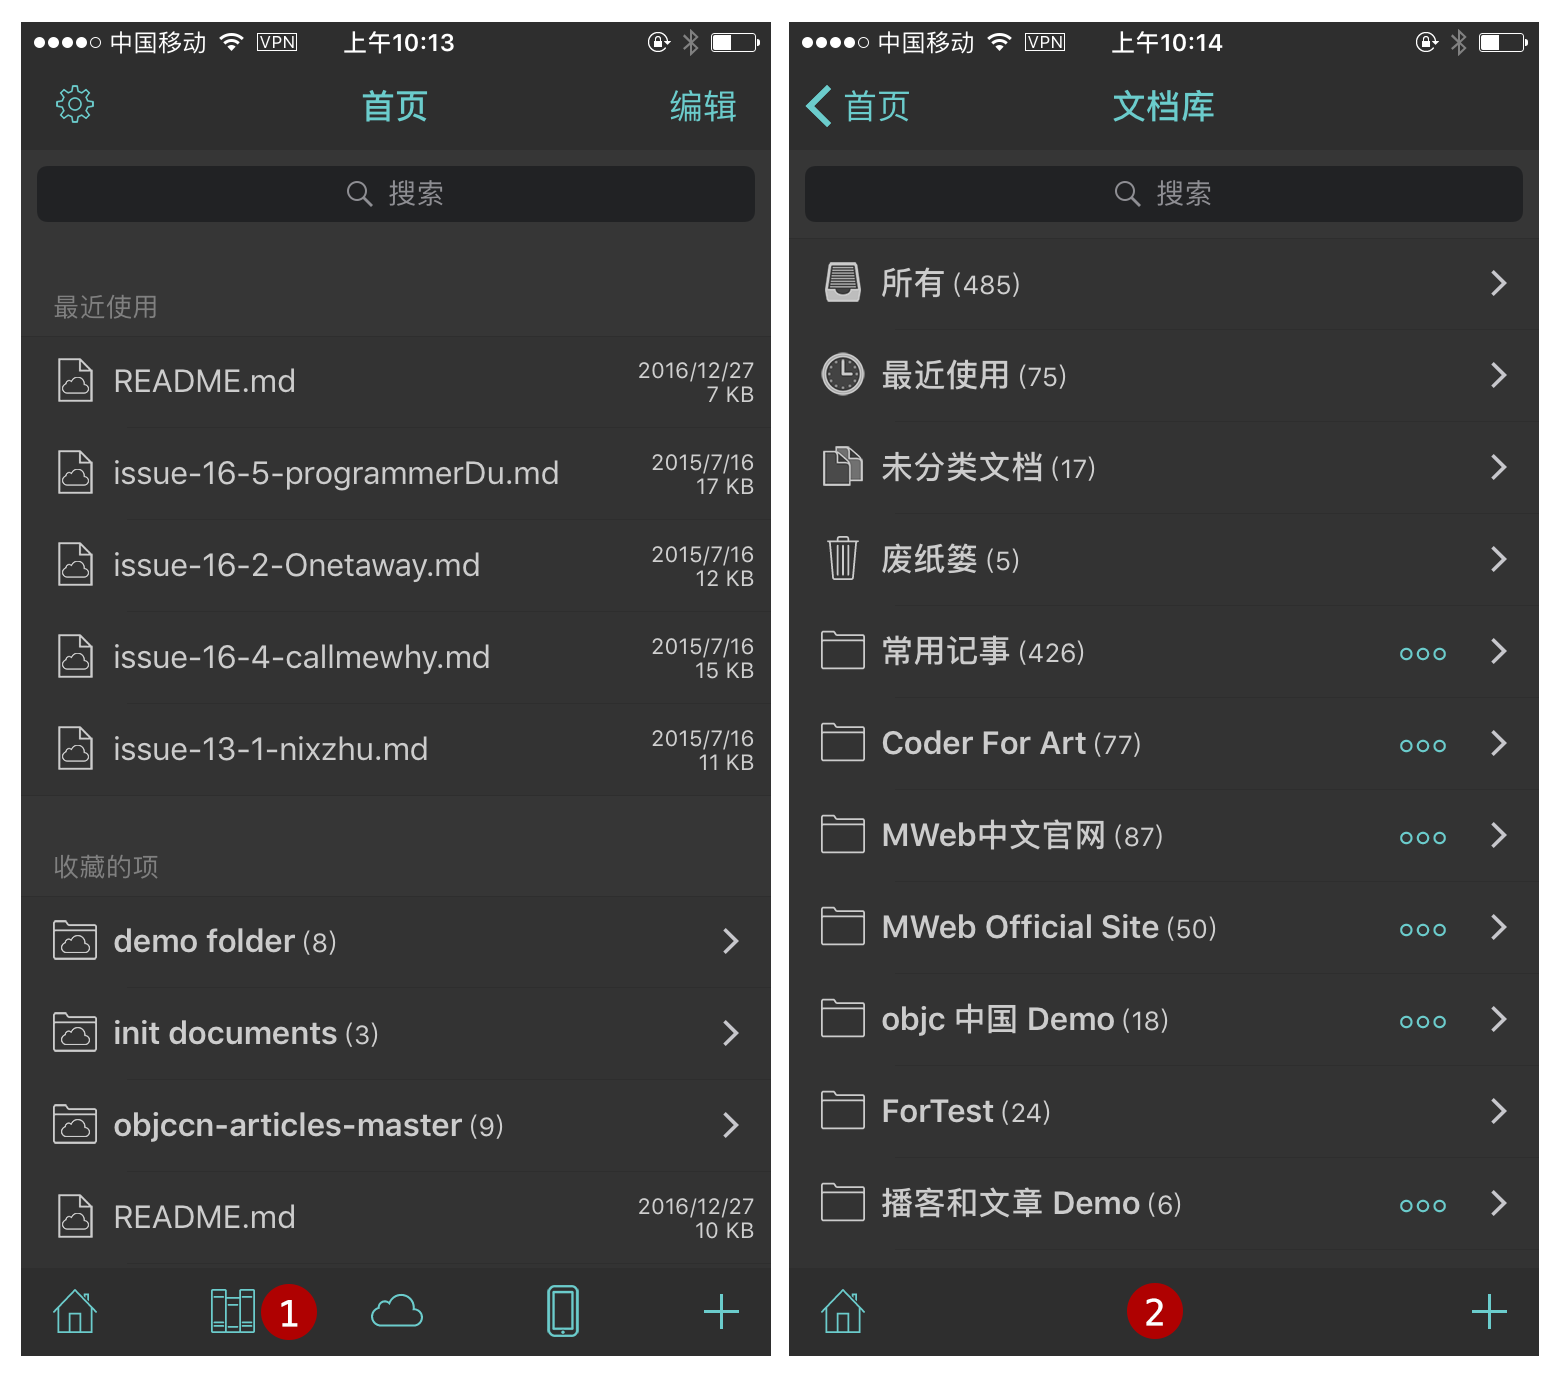 中国移动 VPN 上午10:13
首页 编辑
搜索
最近使用
README.md 2016/12/27
7 KB
issue-16-5-programmerDu.md 2015/7/16
17 KB
issue-16-2-Onetaway.md 2015/7/16
12 KB
issue-16-4-callmewhy.md 2015/7/16
15 KB
issue-13-1-nixzhu.md 2015/7/16
11 KB
收藏的项
demo folder (8)
init documents (3)
objccn-articles-master (9)
README.md 2016/12/27
10 KB
1
中国移动 VPN 上午10:14
首页 文档库
搜索
所有 (485)
最近使用 (75)
未分类文档 (17)
废纸篓 (5)
常用记事 (426)
Coder For Art (77)
MWeb中文官网 (87)
MWeb Official Site (50)
objc 中国 Demo (18)
ForTest (24)
播客和文章 Demo (6)
2